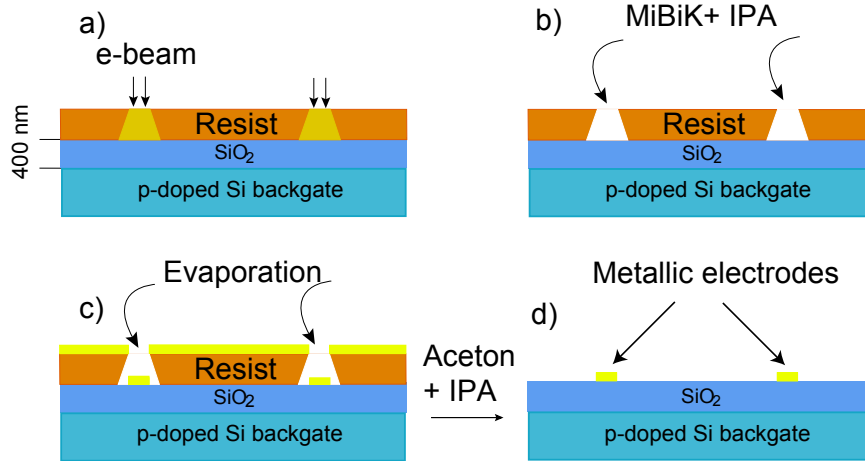 a)
e-beam
Resist
SiO₂
p-doped Si backgate
400 nm
b)
MiBiK+ IPA
Resist
SiO₂
p-doped Si backgate
c)
Evaporation
Resist
SiO₂
p-doped Si backgate
Aceton
+ IPA
d)
Metallic electrodes
SiO₂
p-doped Si backgate